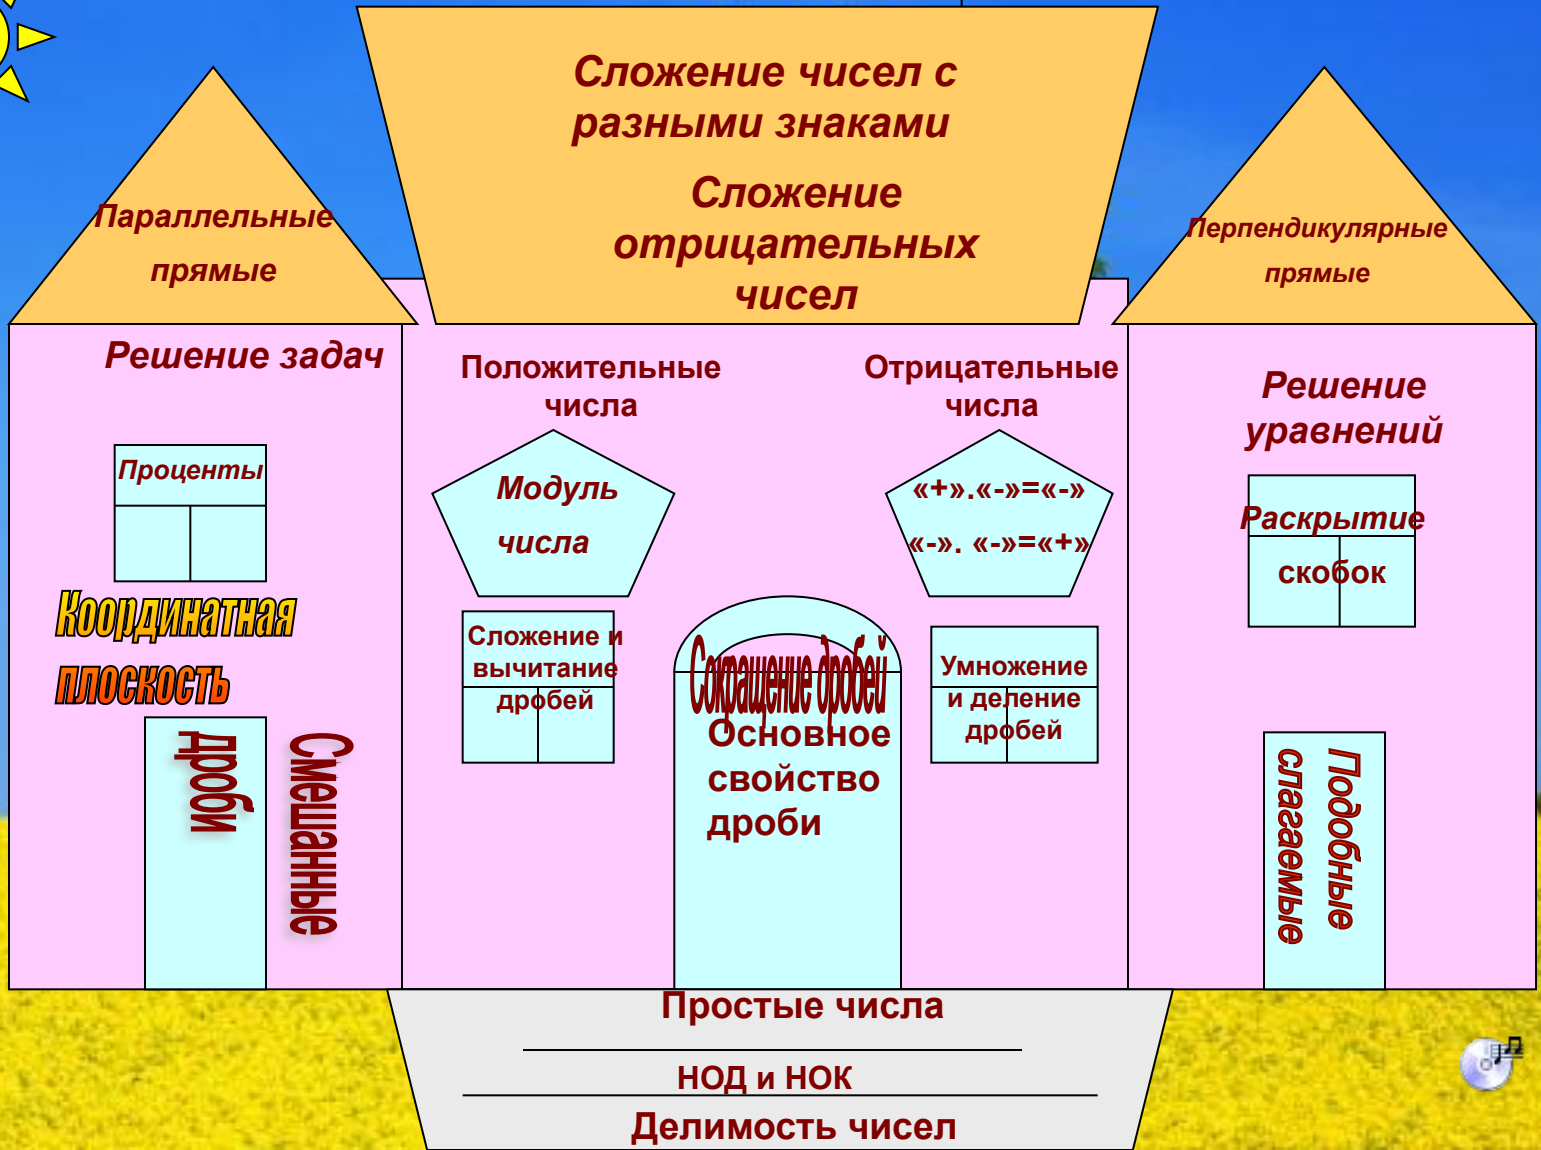 Сложение чисел с
разными знаками
Сложение
отрицательных
чисел
Параллельные
прямые
Перпендикулярные
прямые
Решение задач
Положительные
числа
Отрицательные
числа
Решение
уравнений
Проценты
Модуль
числа
«+».«-»=«-»
«-». «-»=«+»
Раскрытие
скобок
Координатная
плоскость
Сложение и
вычитание
дробей
Сокращение дробей
Основное
свойство
дроби
Умножение
и деление
дробей
Смешанные
дроби
Подобные
слагаемые
Простые числа
НОД и НОК
Делимость чисел